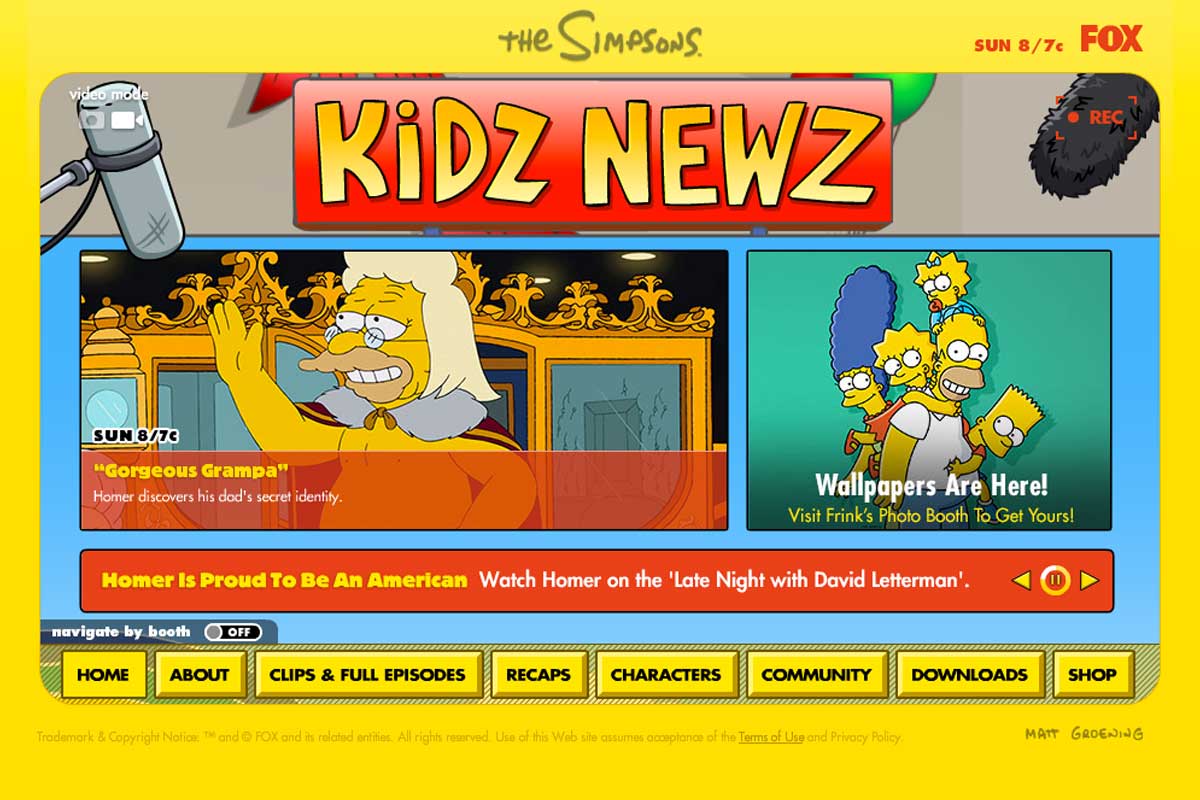 THE SIMPSONS
SUN 8/7c FOX
video mode
REC
KiDZ NEWZ
SUN 8/7c
“Gorgeous Grampa”
Homer discovers his dad's secret identity.
Wallpapers Are Here!
Visit Frink's Photo Booth To Get Yours!
Homer Is Proud To Be An American Watch Homer on the 'Late Night with David Letterman'.
navigate by booth OFF
HOME ABOUT CLIPS & FULL EPISODES RECAPS CHARACTERS COMMUNITY DOWNLOADS SHOP
Trademark & Copyright Notice: ™ and © FOX and its related entities. All rights reserved. Use of this Web site assumes acceptance of the Terms of Use and Privacy Policy.
MATT GROENING